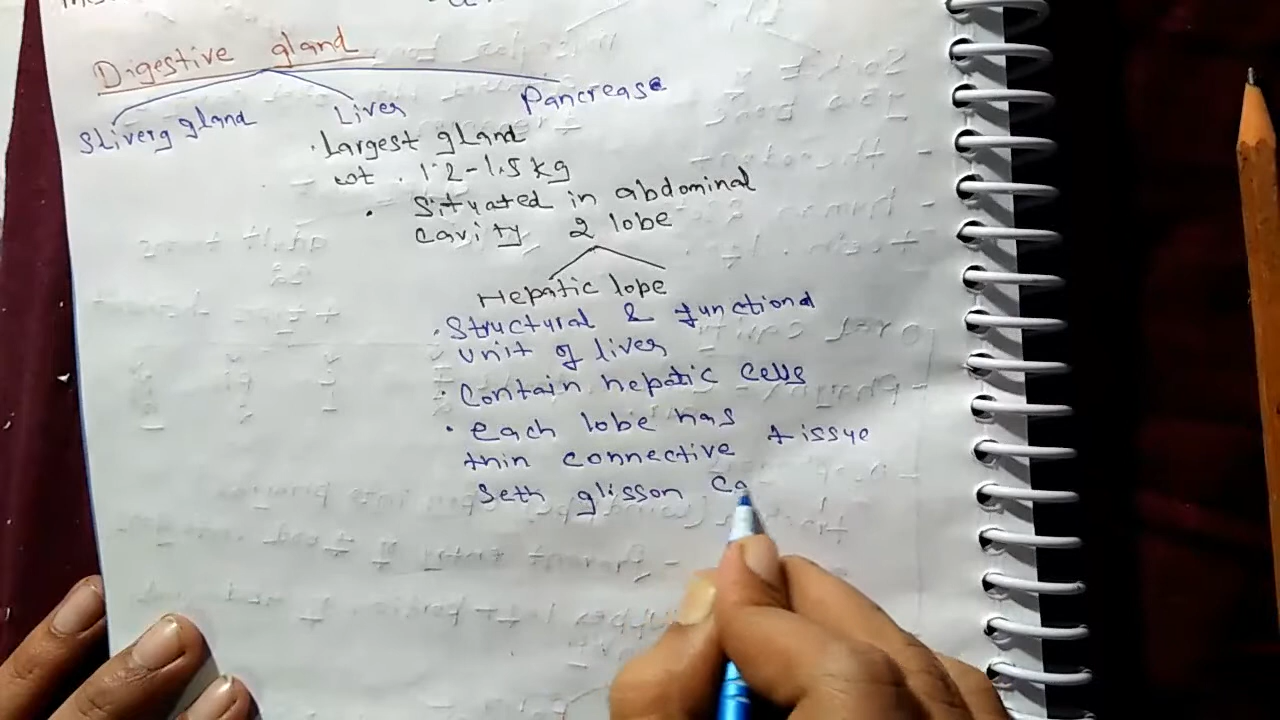 Digestive gland
Sliverg gland Liver Pancrease
. Largest gland
wt . 1.2-1.5 kg
. Situated in abdominal
cavity 2 lobe
Hepatic lope
. Structural & functional
unit of liver
. Contain hepatic cells
. each lobe has
thin connective tissue
Seth glisson Ca